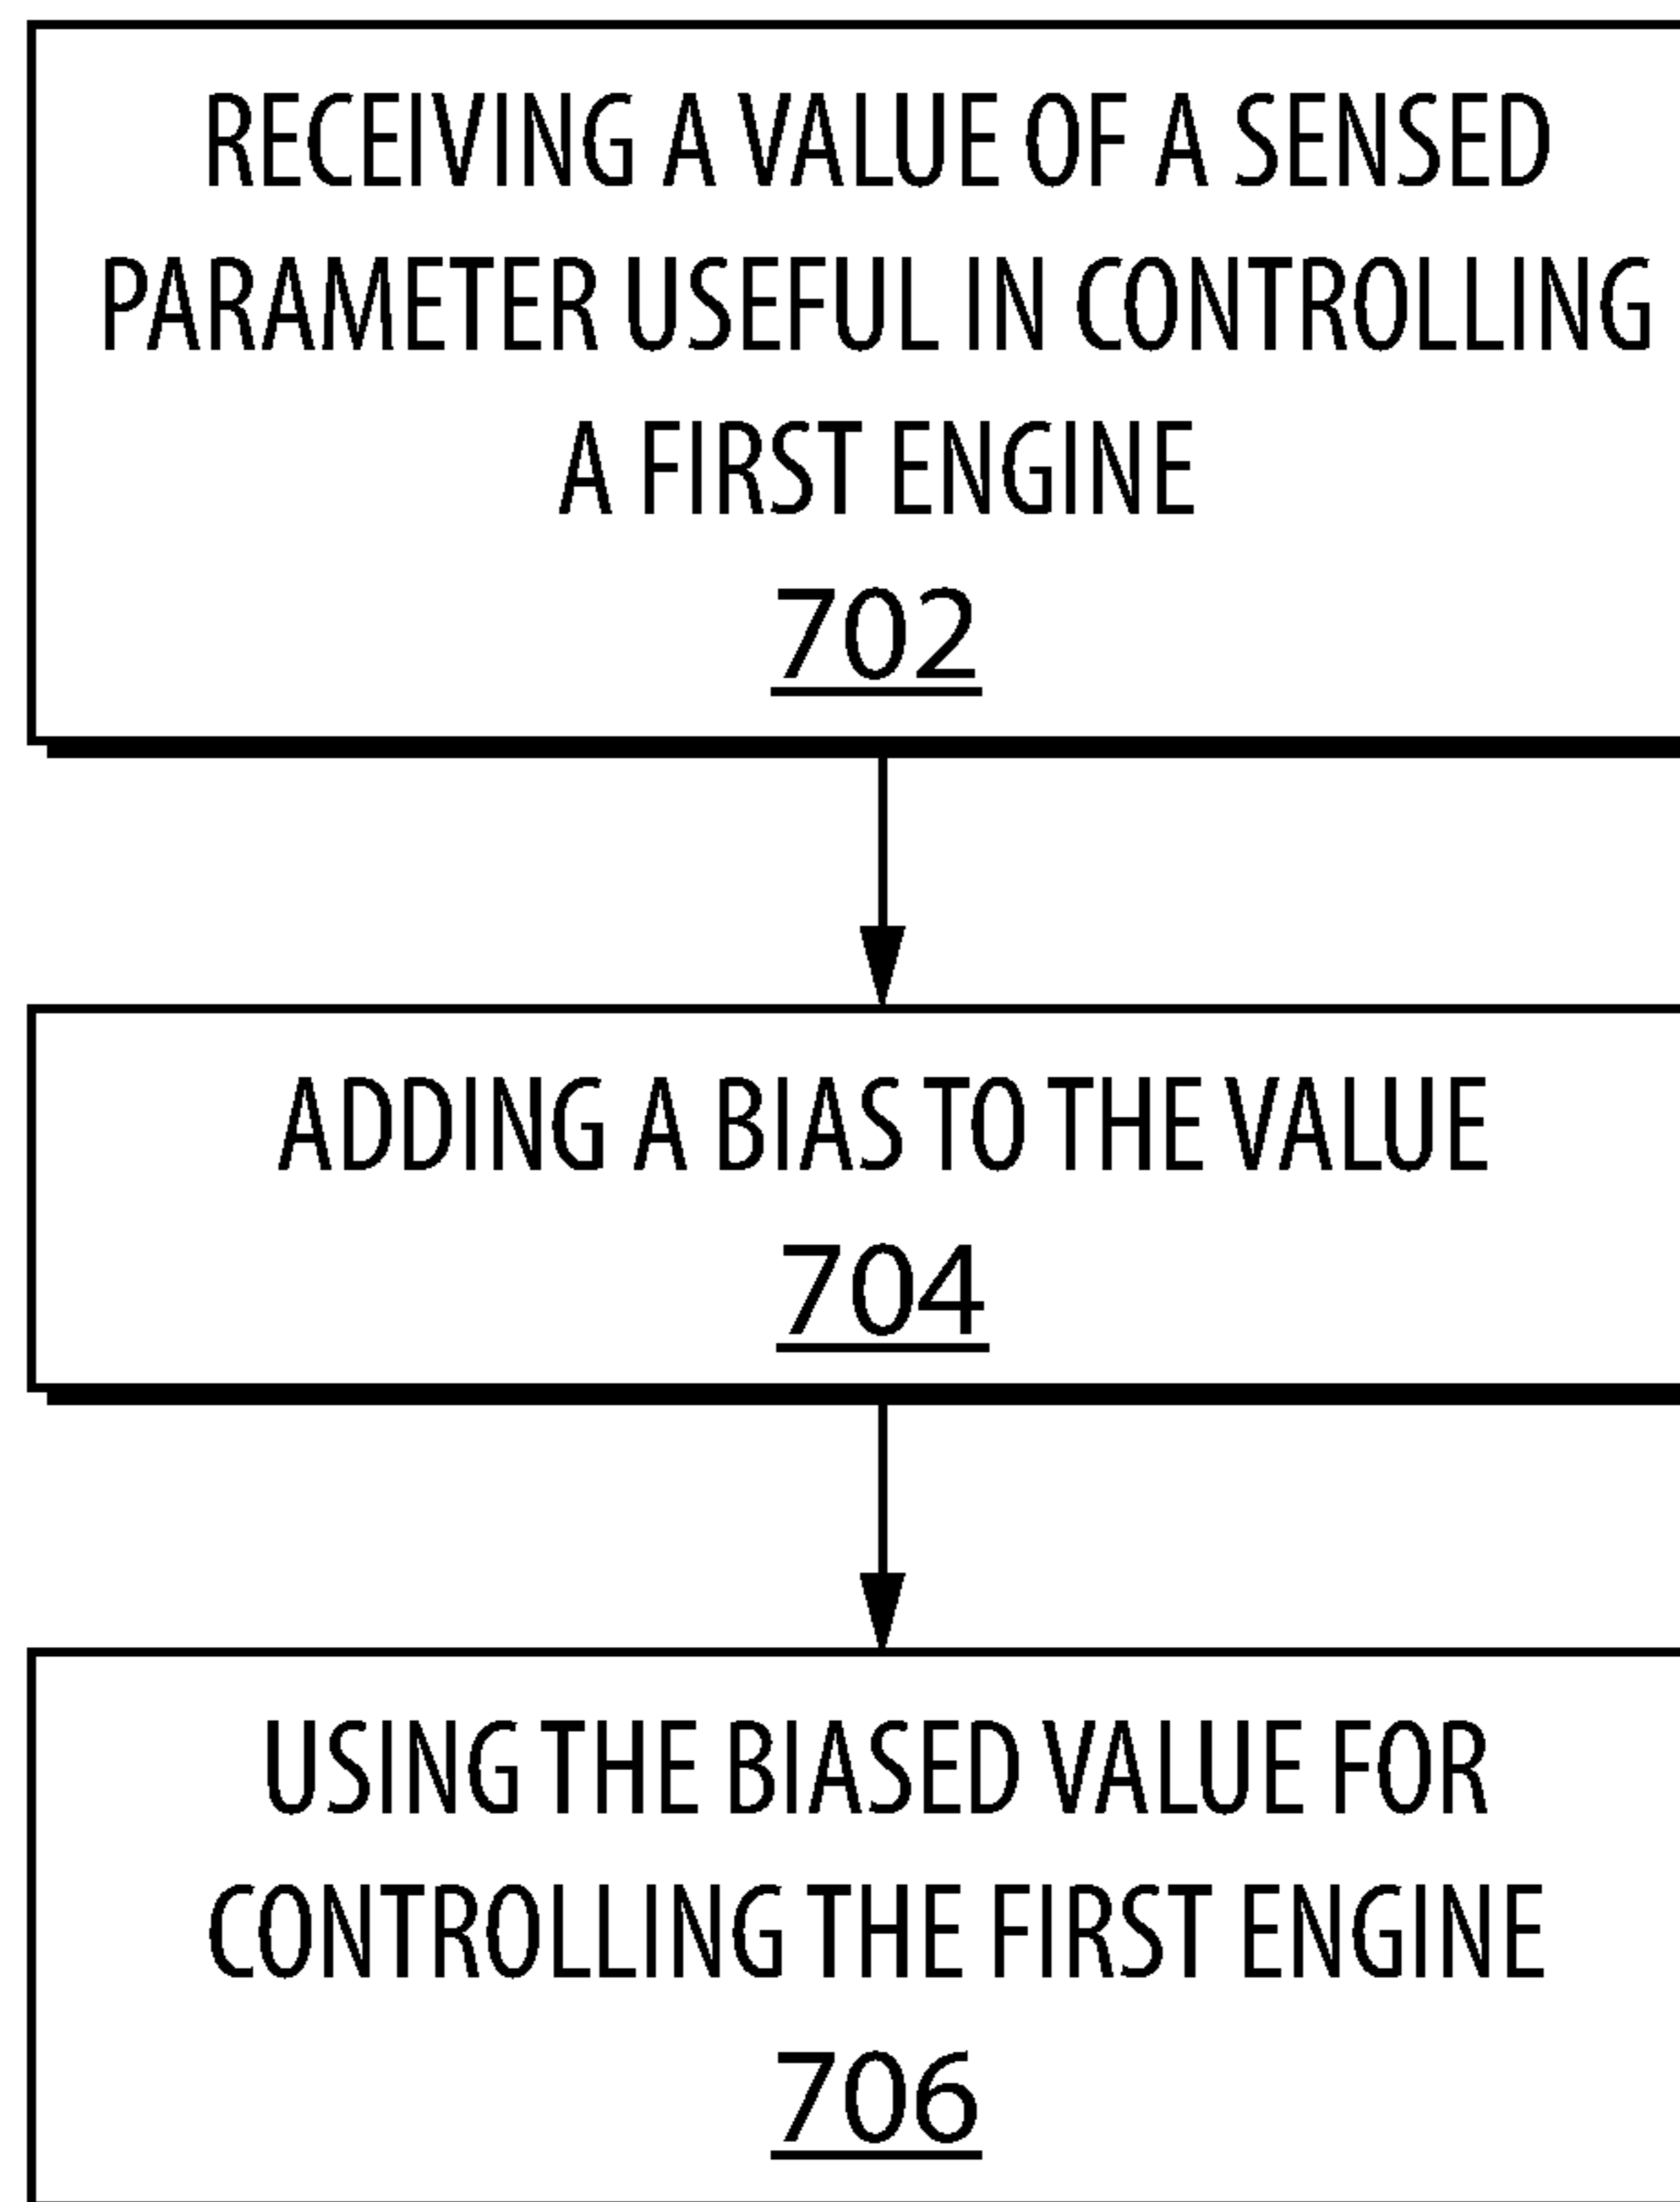 RECEIVING A VALUE OF A SENSED
PARAMETER USEFUL IN CONTROLLING
A FIRST ENGINE
702
ADDING A BIAS TO THE VALUE
704
USING THE BIASED VALUE FOR
CONTROLLING THE FIRST ENGINE
706